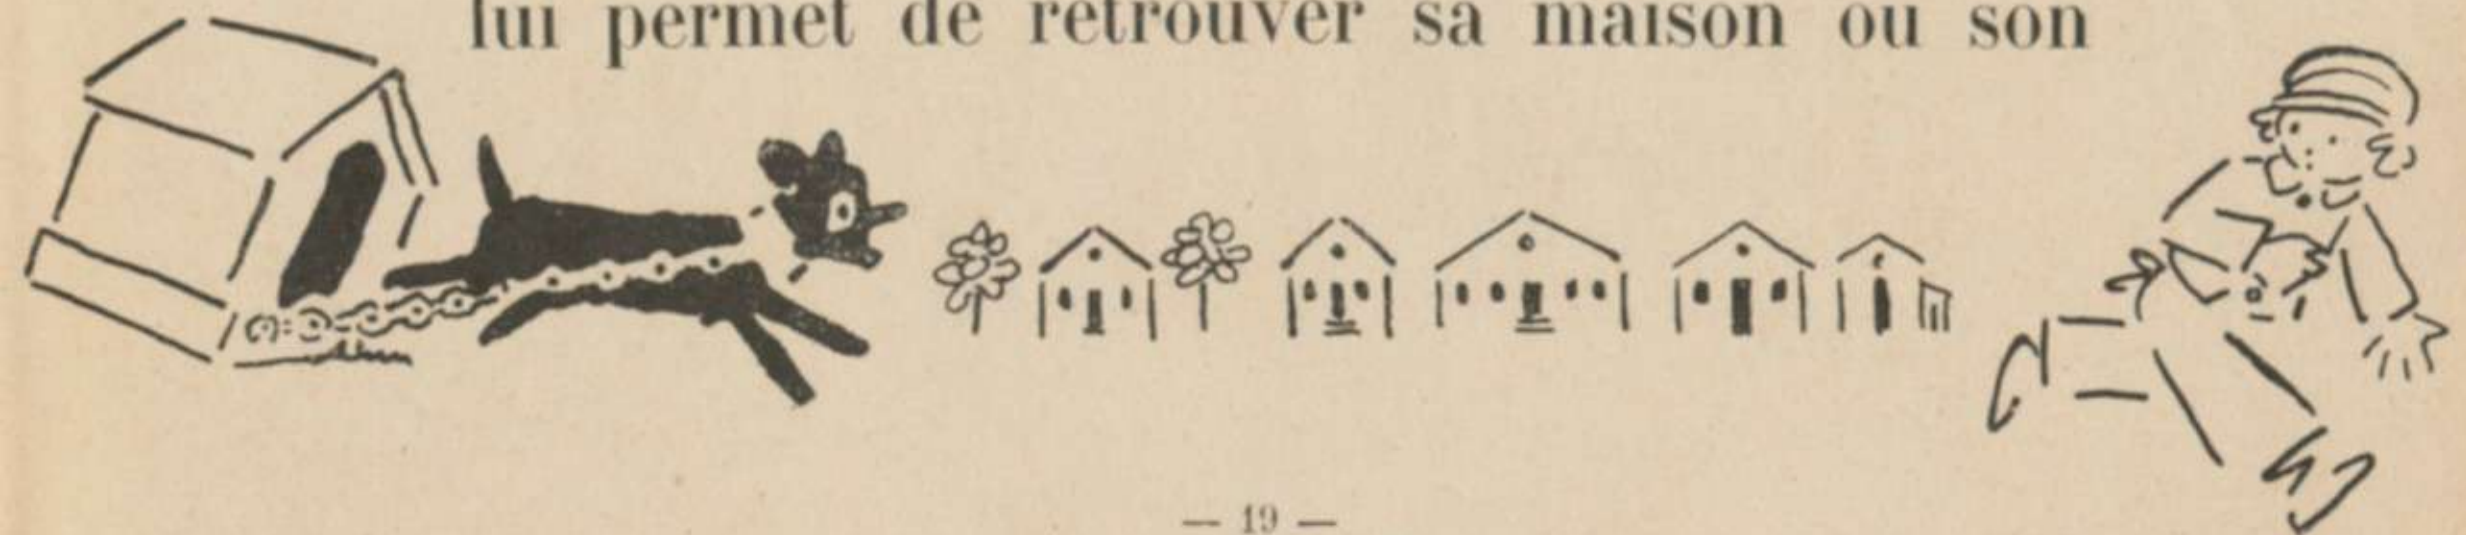 lui permet de retrouver sa maison ou son
— 19 —